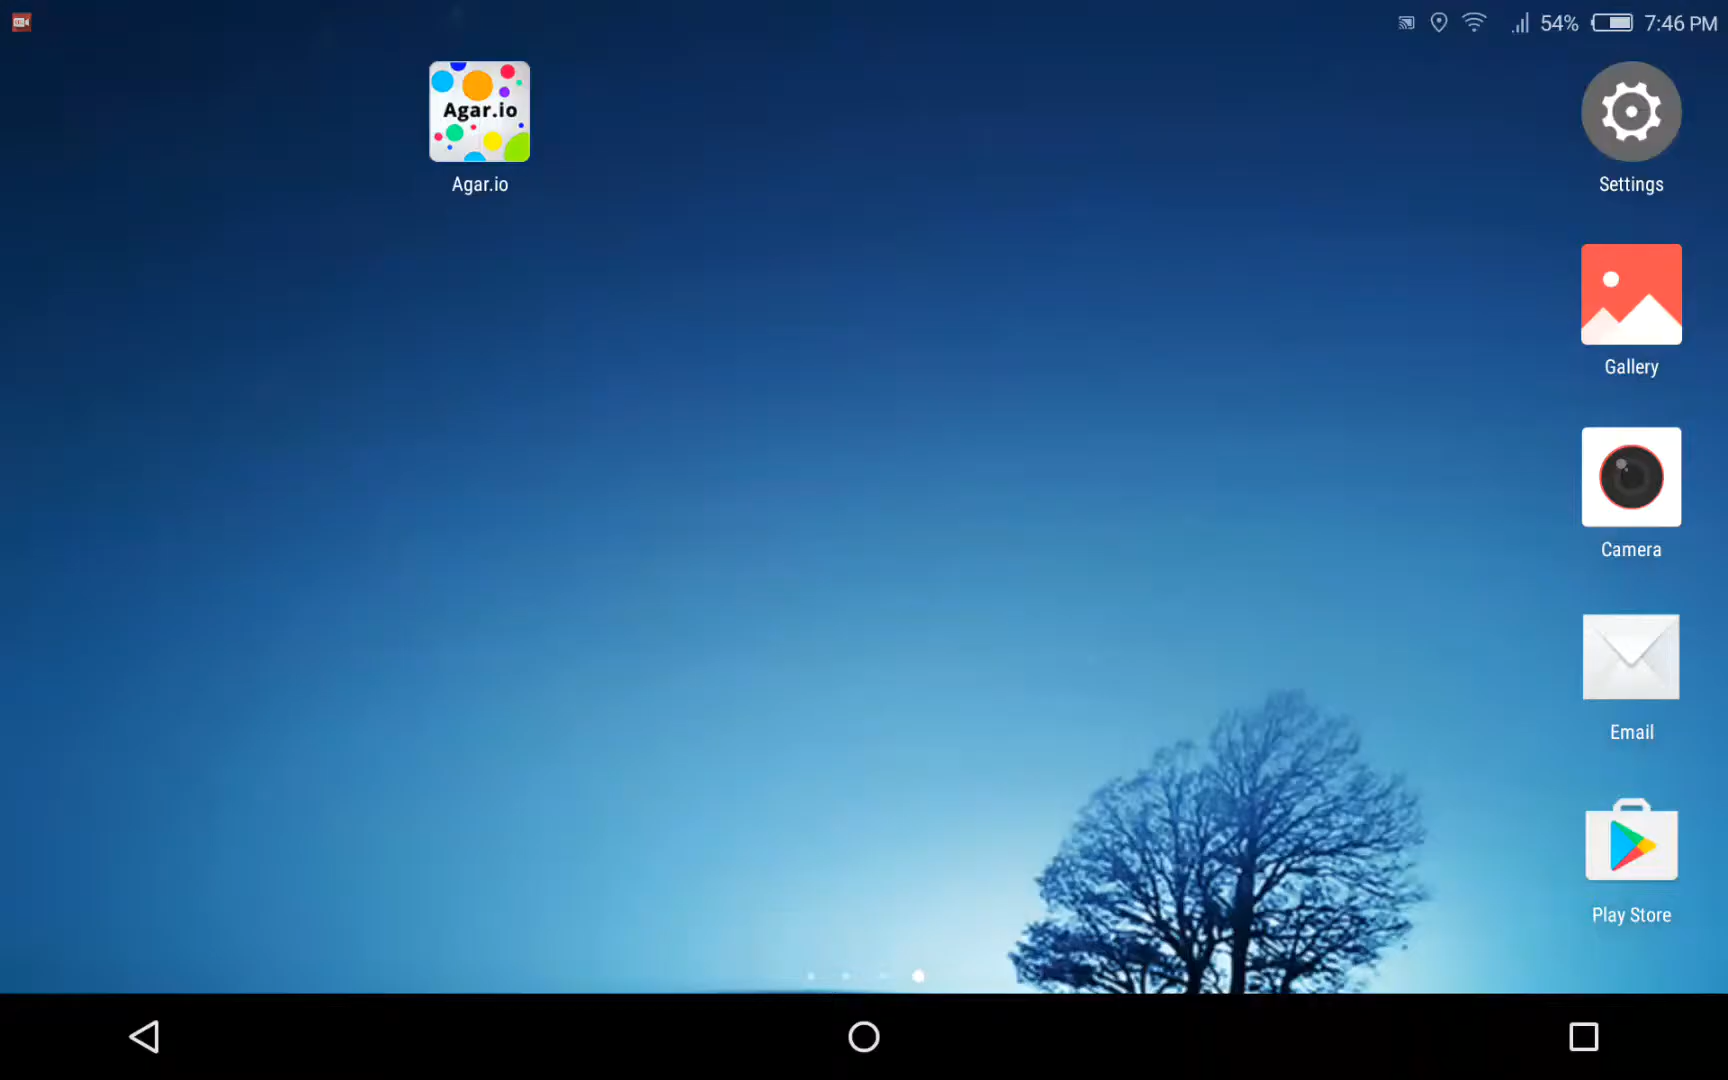 54% 7:46 PM
Agar.io
Agar.io
Settings
Gallery
Camera
Email
Play Store